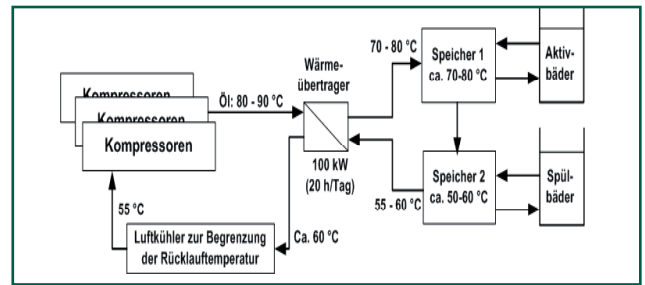 Kompressoren
Kompressoren
Kompressoren
Öl: 80 - 90 °C
Wärme-
übertrager
100 kW
(20 h/Tag)
70 - 80 °C
Speicher 1
ca. 70-80 °C
Aktiv-
bäder
Speicher 2
ca. 50-60 °C
Spül-
bäder
55 - 60 °C
Ca. 60 °C
55 °C
Luftkühler zur Begrenzung
der Rücklauftemperatur